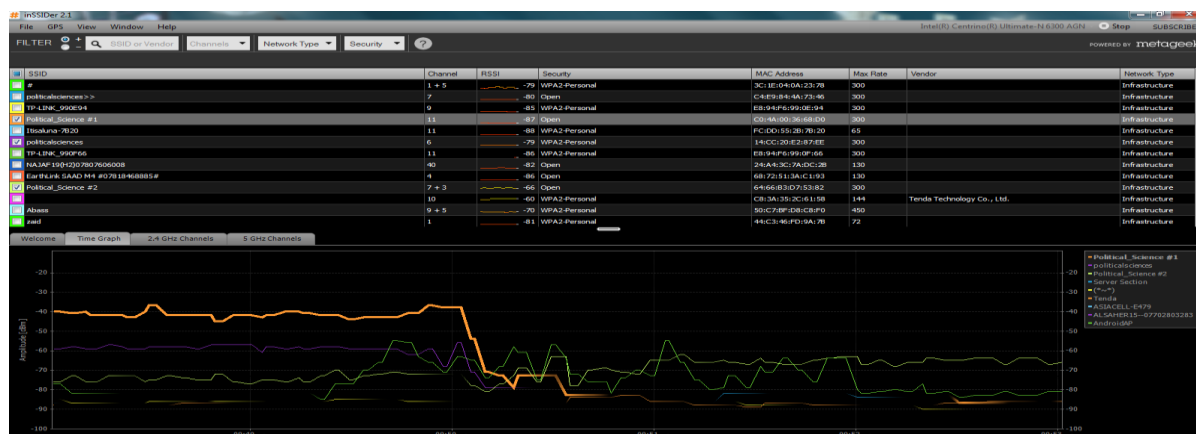 inSSIDer 2.1
File GPS View Window Help Intel(R) Centrino(R) Ultimate-N 6300 AGN Stop SUBSCRIBE
FILTER + - SSID or Vendor Channels Network Type Security ? POWERED BY metageek
SSID Channel RSSI Security MAC Address Max Rate Vendor Network Type
# 1 + 5 -79 WPA2-Personal 3C:1E:04:0A:23:78 300 Infrastructure
politicalsciences>> 7 -80 Open C4:E9:84:4A:73:46 300 Infrastructure
TP-LINK_990E94 9 -85 WPA2-Personal E8:94:F6:99:0E:94 300 Infrastructure
Political_Science #1 11 -87 Open C0:4A:00:36:68:D0 300 Infrastructure
Itisaluna-7B20 11 -88 WPA2-Personal FC:DD:55:2B:7B:20 65 Infrastructure
politicalsciences 6 -79 WPA2-Personal 14:CC:20:E2:87:EE 300 Infrastructure
TP-LINK_990F66 11 -86 WPA2-Personal E8:94:F6:99:0F:66 300 Infrastructure
NAJAF19(H2)07807606008 40 -82 Open 24:A4:3C:7A:DC:2B 130 Infrastructure
EarthLink SAAD M4 #07818468885# 4 -86 Open 68:72:51:3A:C1:93 130 Infrastructure
Political_Science #2 7 + 3 -66 Open 64:66:B3:D7:53:82 300 Infrastructure
10 -60 WPA2-Personal C8:3A:35:2C:61:58 144 Tenda Technology Co., Ltd. Infrastructure
Abass 9 + 5 -70 WPA2-Personal 50:C7:BF:D8:C8:F0 450 Infrastructure
zaid 1 -81 WPA2-Personal 44:C3:46:FD:9A:7B 72 Infrastructure
Welcome Time Graph 2.4 GHz Channels 5 GHz Channels
Political_Science #1
politicalsciences
-20 -20 Political_Science #2
Server Section
-30 -30 (*~*)
Tenda
-40 -40 ASIACELL-E479
ALSAHER15--07702803283
-50 -50 AndroidAP
Amplitude [dBm]
-60 -60
-70 -70
-80 -80
-90 -90
-100 -100